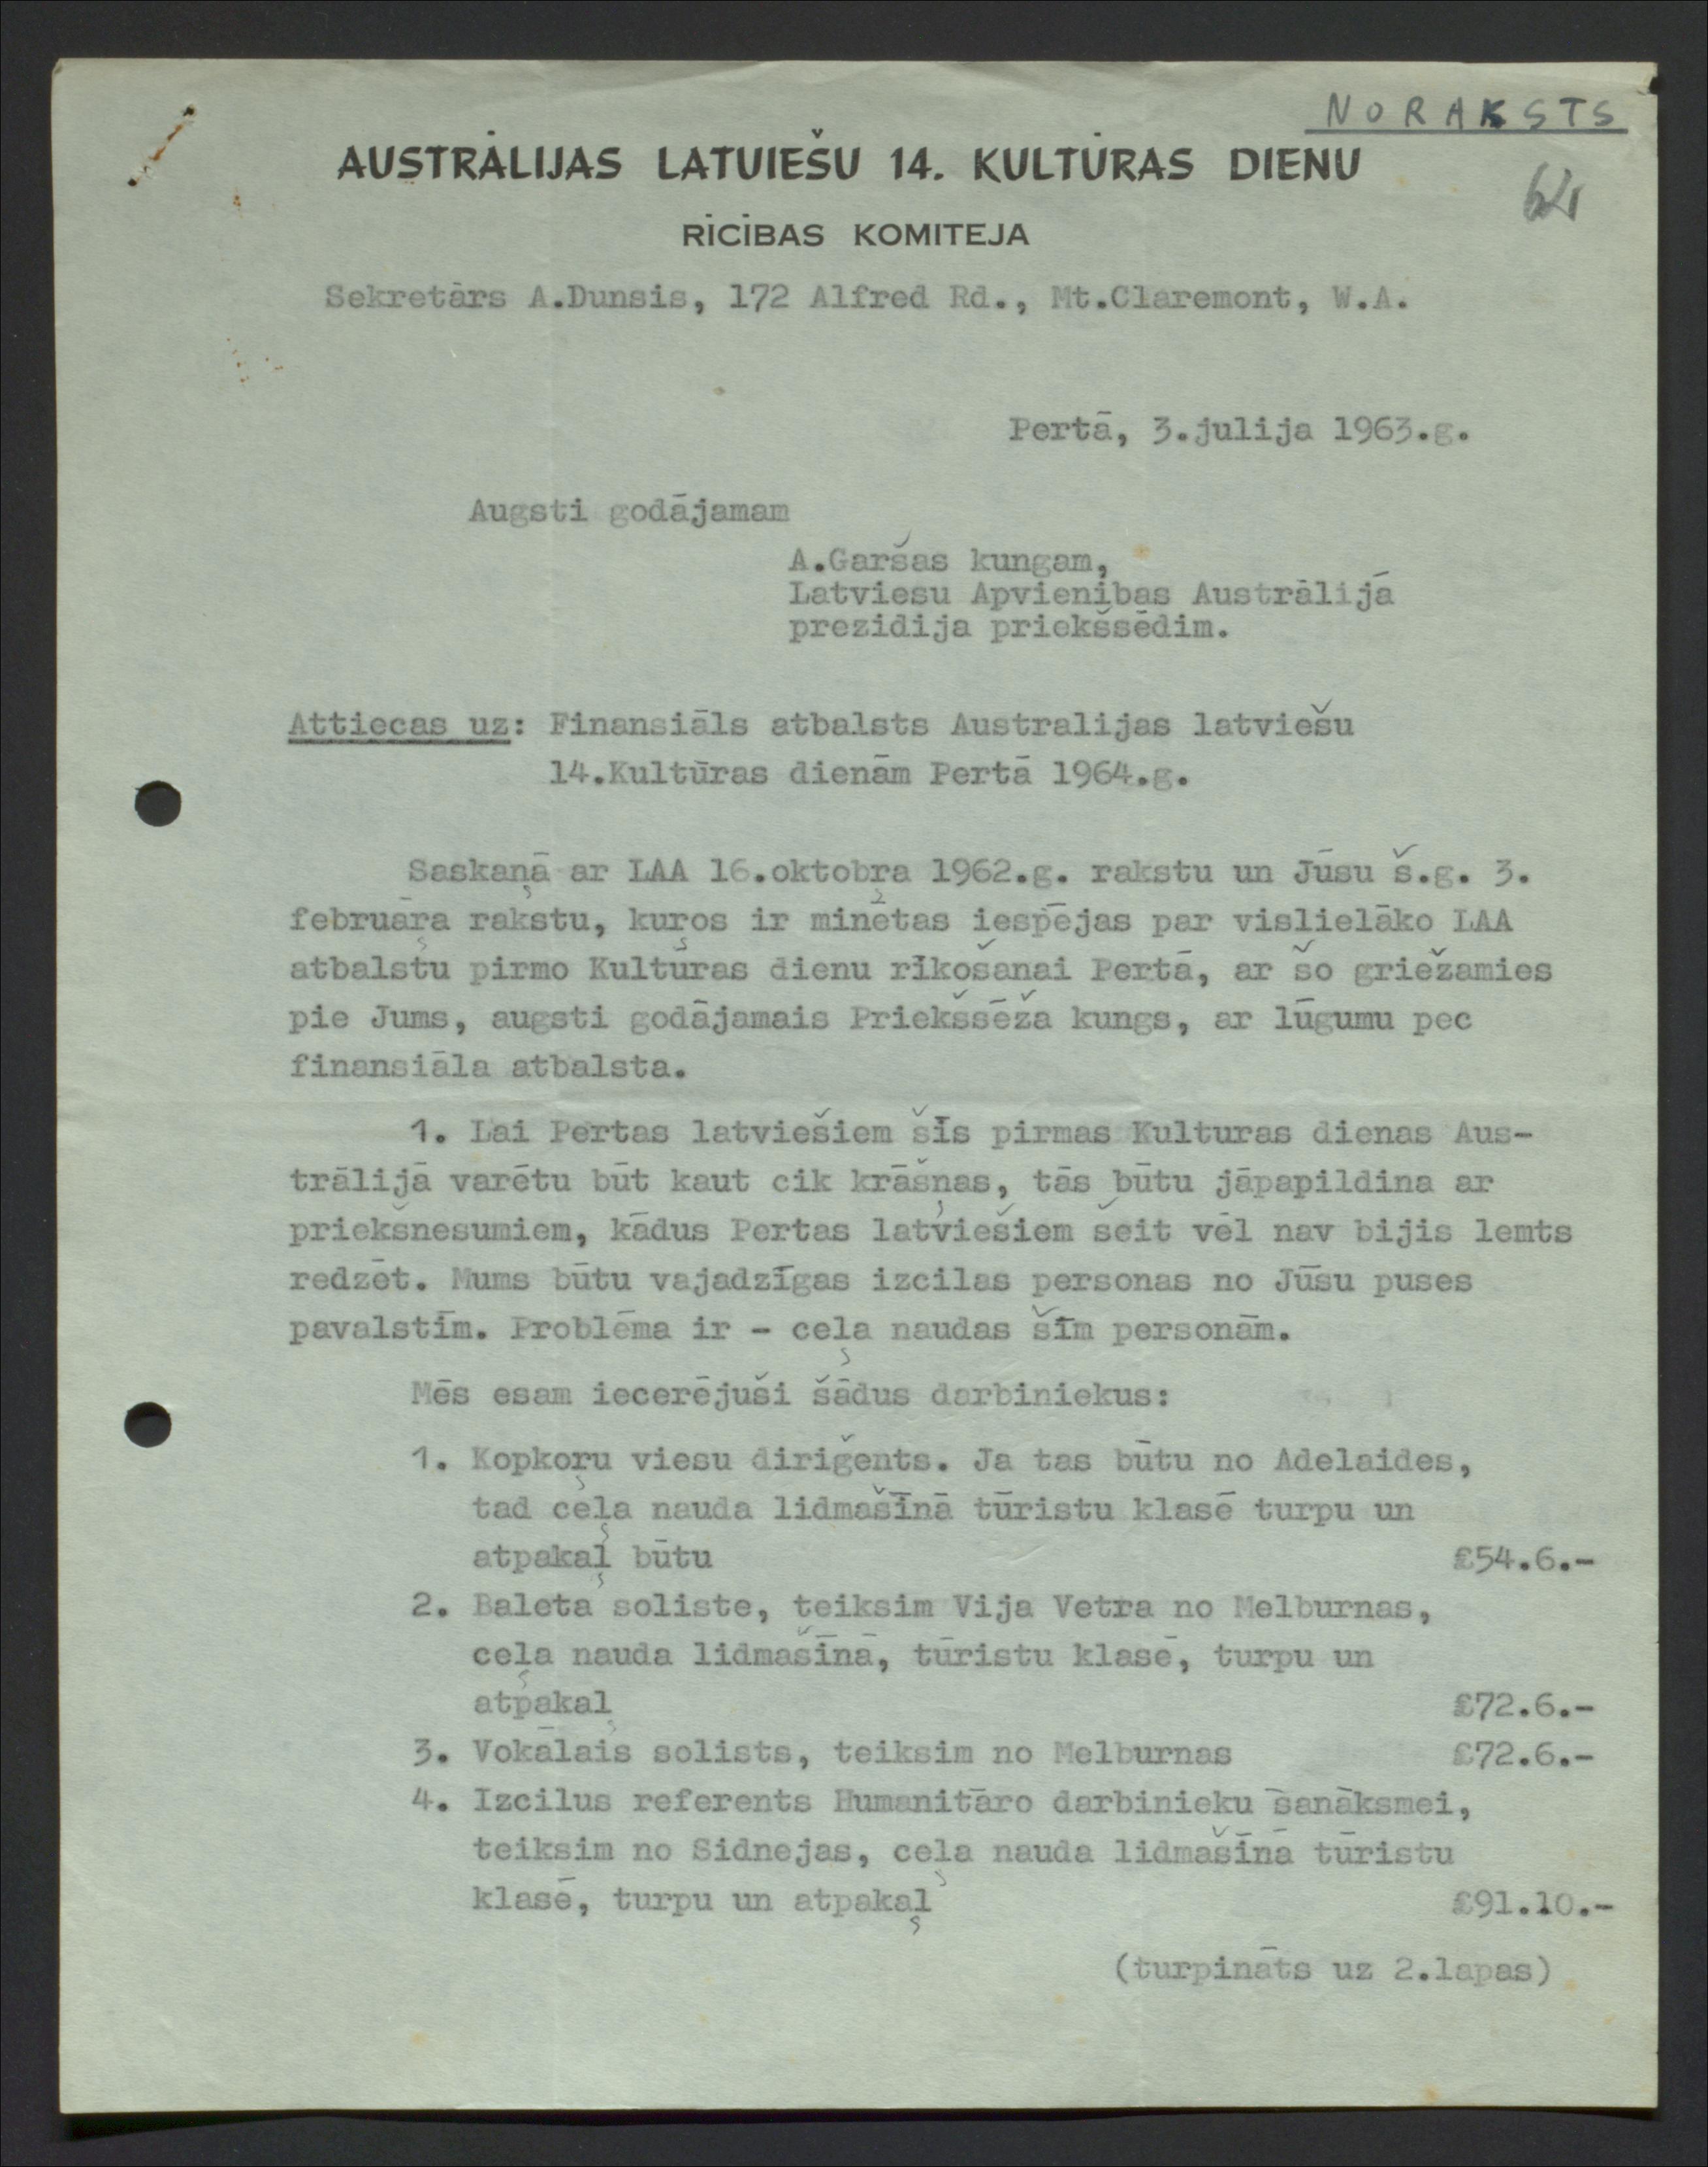 NORAKSTS
AUSTRĀLIJAS LATVIEŠU 14. KULTŪRAS DIENU
64
RĪCĪBAS KOMITEJA
Sekretārs A.Dunsis, 172 Alfred Rd., Mt.Claremont, W.A.
Pertā, 3.julija 1963.g.
Augsti godājamam
A.Garšas kungam,
Latviesu Apvienības Austrālijā
prezidija priekšsēdim.
Attiecas uz: Finansiāls atbalsts Australijas latviešu
14.Kultūras dienām Pertā 1964.g.
Saskaņā ar LAA 16.oktobŗa 1962.g. rakstu un Jūsu š.g. 3.
februāŗa rakstu, kuŗos ir minētas iespējas par vislielāko LAA
atbalstu pirmo Kultūras dienu rīkošanai Pertā, ar šo griežamies
pie Jums, augsti godājamais Priekšsēža kungs, ar lūgumu pec
finansiāla atbalsta.
1. Lai Pertas latviešiem šīs pirmas Kulturas dienas Aus-
trālijā varētu būt kaut cik krāšņas, tās būtu jāpapildina ar
priekšnesumiem, kādus Pertas latviešiem šeit vēl nav bijis lemts
redzēt. Mums būtu vajadzīgas izcilas personas no Jūsu puses
pavalstīm. Problēma ir - ceļa naudas šīm personām.
Mēs esam iecerējuši šādus darbiniekus:
1. Kopkoŗu viesu diriğents. Ja tas būtu no Adelaides,
tad ceļa nauda lidmašīnā tūristu klasē turpu un
atpakaļ būtu £54.6.-
2. Baleta soliste, teiksim Vija Vetra no Melburnas,
ceļa nauda lidmašīnā, tūristu klasē, turpu un
atpakaļ £72.6.-
3. Vokālais solists, teiksim no Melburnas £72.6.-
4. Izcilus referents Humanitāro darbinieku sanāksmei,
teiksim no Sidnejas, ceļa nauda lidmašīnā tūristu
klasē, turpu un atpakaļ £91.10.-
(turpināts uz 2.lapas)